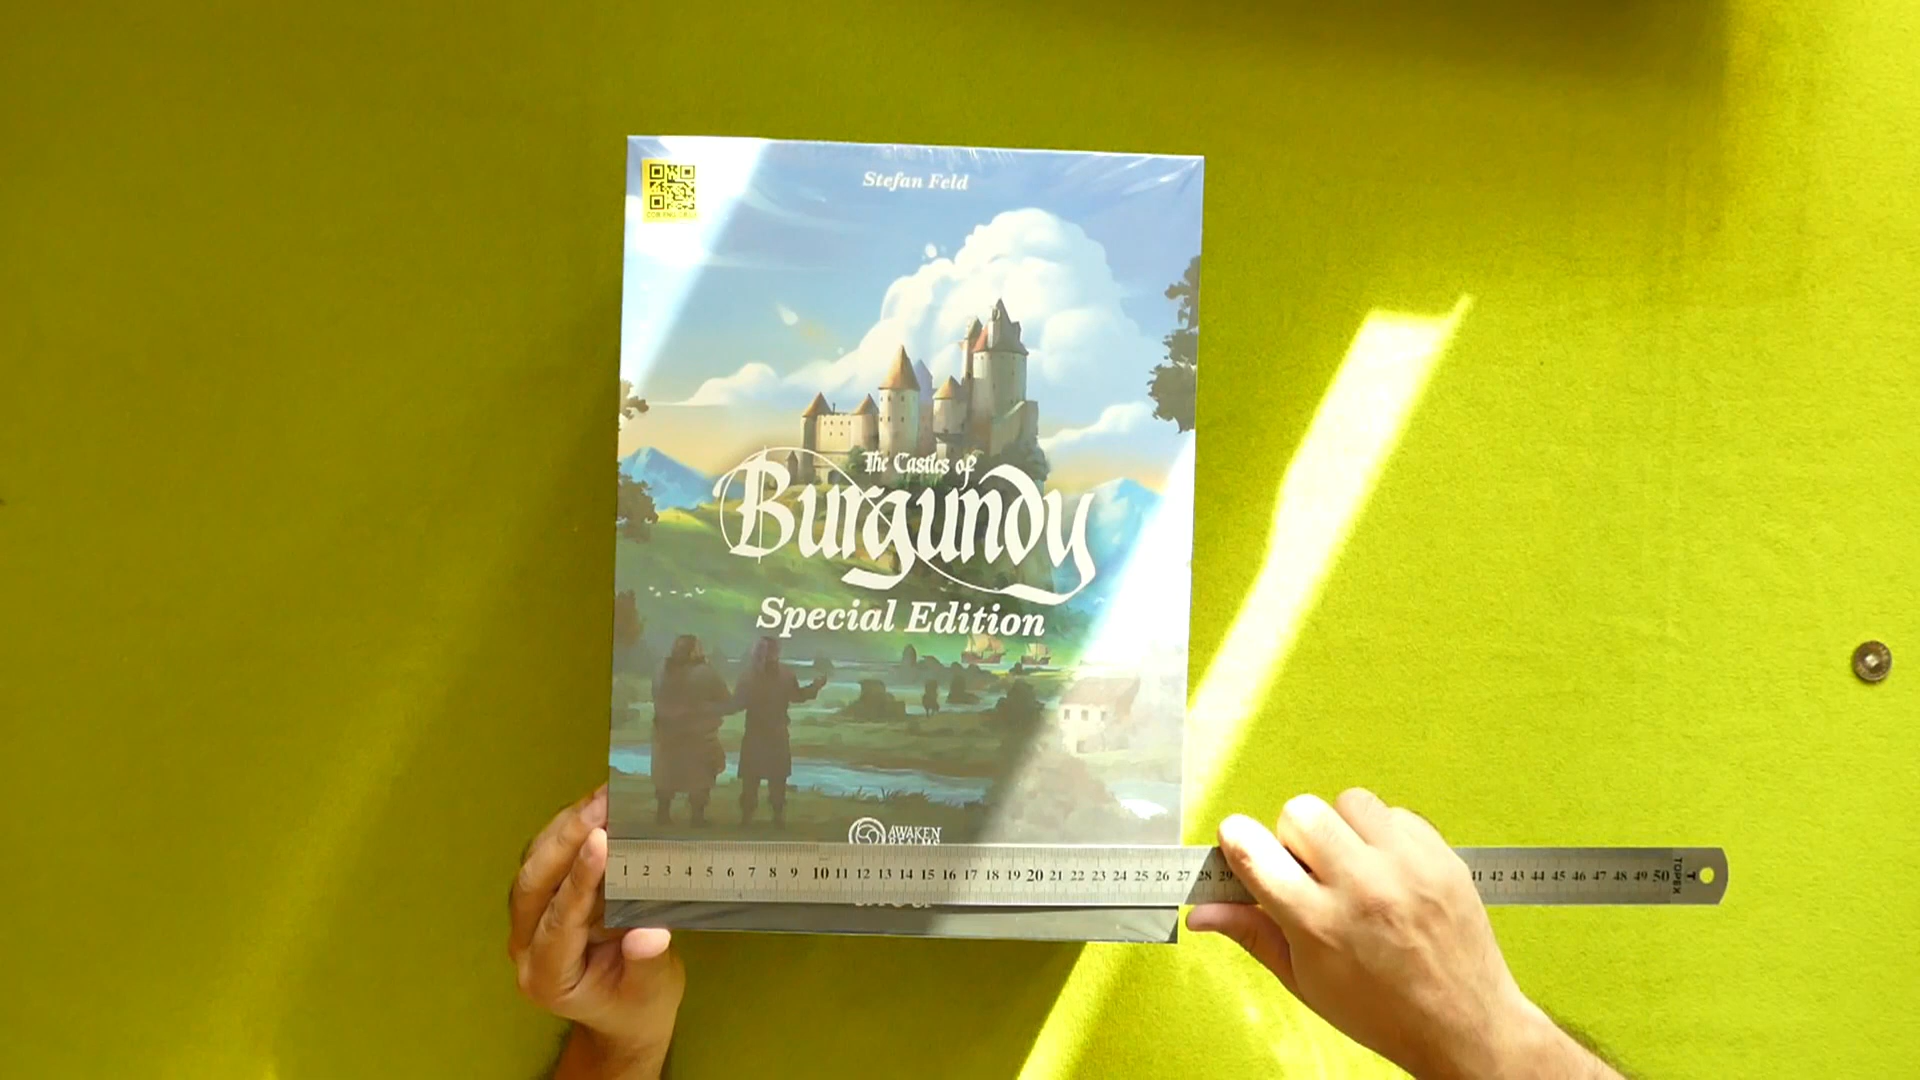 Stefan Feld
The Castles of
Burgundy
Special Edition
AWAKEN
REALMS
1 2 3 4 5 6 7 8 9 10 11 12 13 14 15 16 17 18 19 20 21 22 23 24 25 26 27 28 29 41 42 43 44 45 46 47 48 49 50
TOPEX